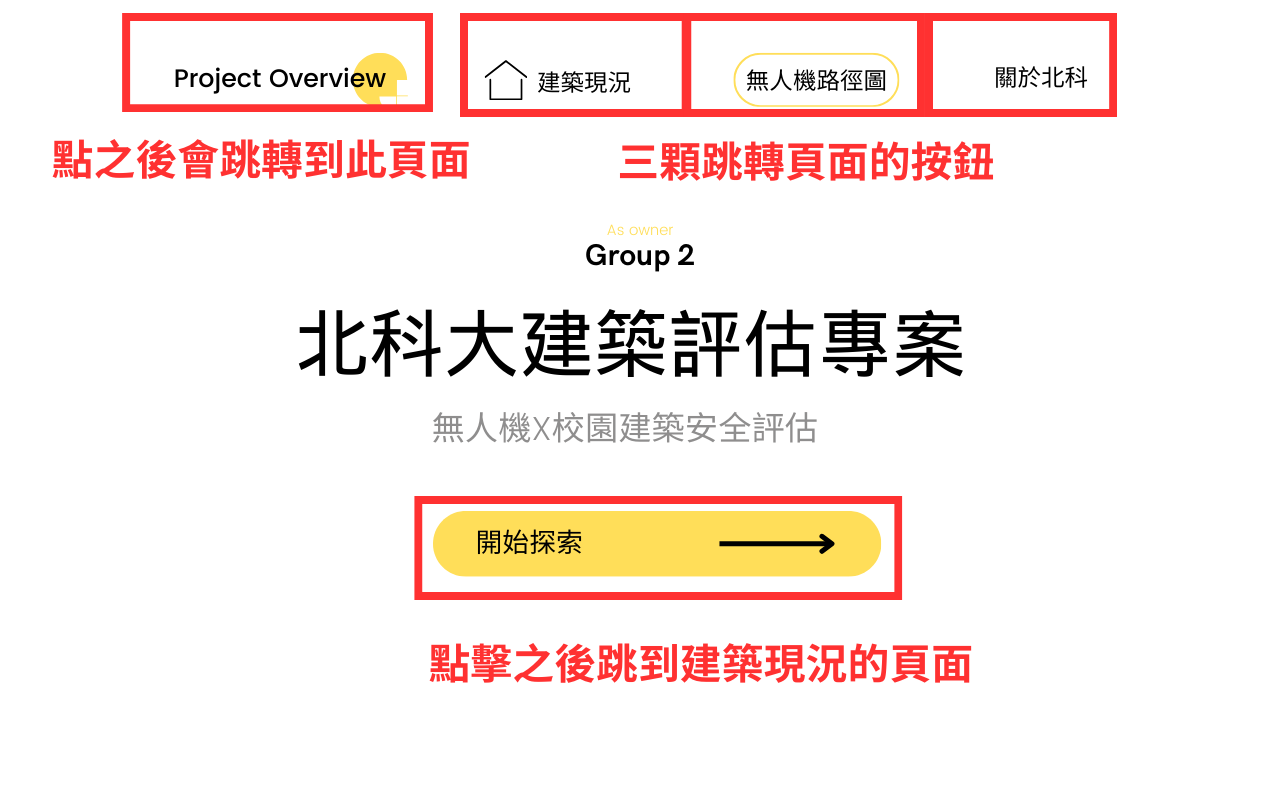 Project Overview
建築現況
無人機路徑圖
關於北科
點之後會跳轉到此頁面
三顆跳轉頁面的按鈕
As owner
Group 2
北科大建築評估專案
無人機X校園建築安全評估
開始探索
點擊之後跳到建築現況的頁面